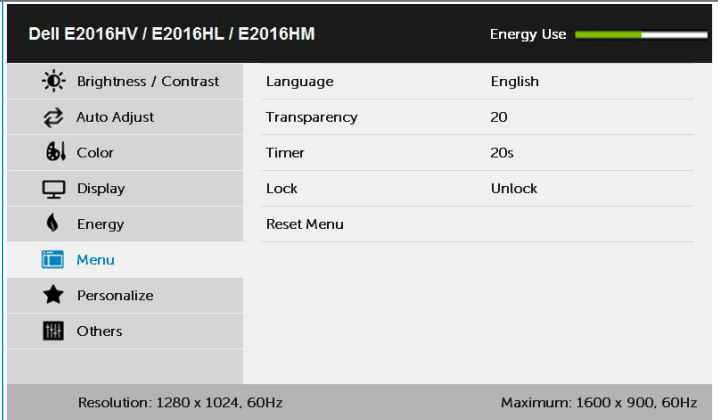 Dell E2016HV / E2016HL / E2016HM Energy Use
Brightness / Contrast Language English
Auto Adjust Transparency 20
Color Timer 20s
Display Lock Unlock
Energy Reset Menu
Menu
Personalize
Others
Resolution: 1280 x 1024, 60Hz Maximum: 1600 x 900, 60Hz